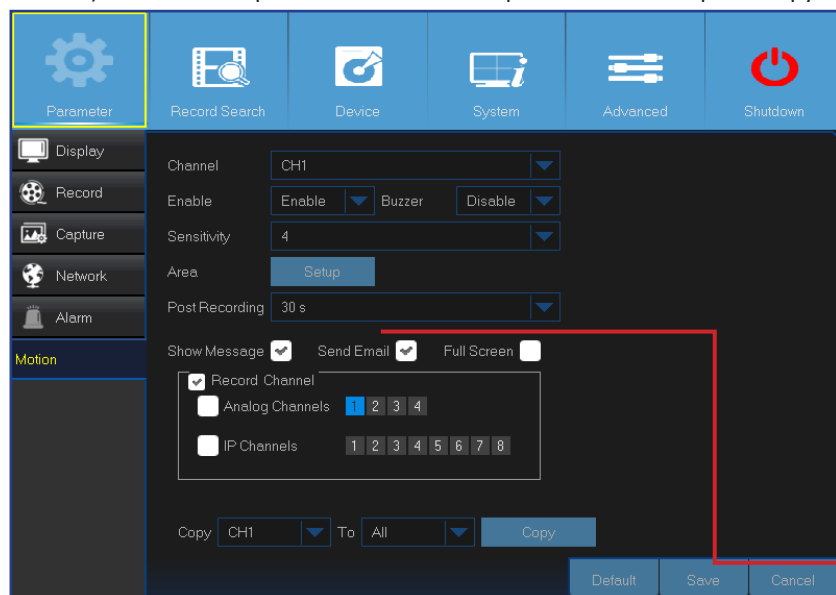 Parameter Record Search Device System Advanced Shutdown
Display
Record
Capture
Network
Alarm
Motion
Channel CH1
Enable Enable Buzzer Disable
Sensitivity 4
Area Setup
Post Recording 30 s
Show Message Send Email Full Screen
Record Channel
Analog Channels 1 2 3 4
IP Channels 1 2 3 4 5 6 7 8
Copy CH1 To All Copy
Default Save Cancel